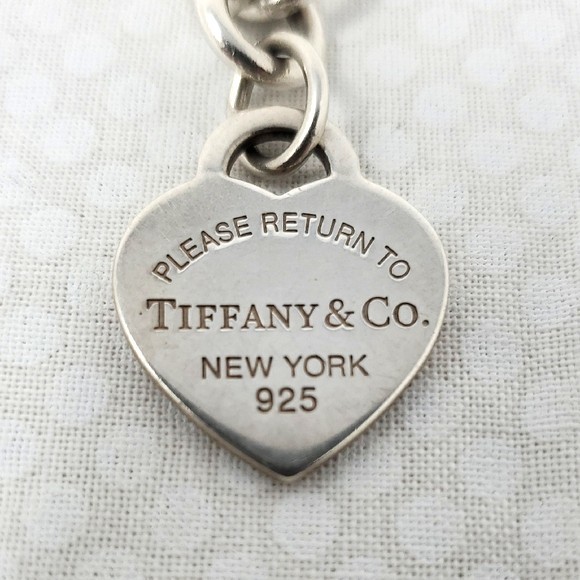 PLEASE RETURN TO
TIFFANY & CO.
NEW YORK
925